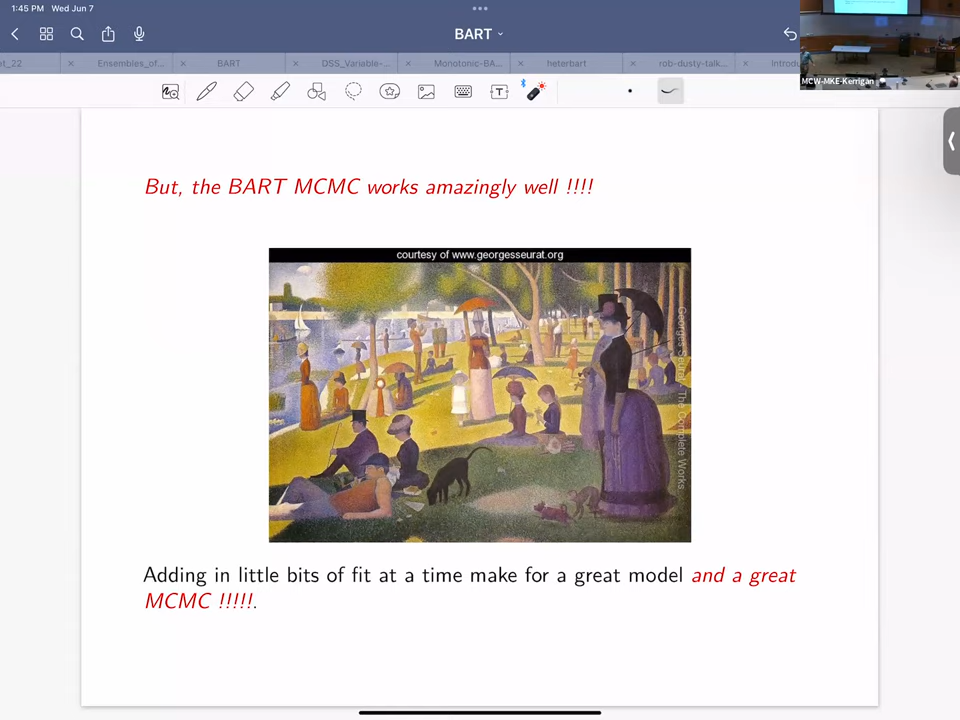 1:45 PM Wed Jun 7
BART
rt_22
Ensembles_of...
BART
DSS_Variable-...
Monotonic-BA...
heterbart
rob-dusty-talk...
Introdu
MCW-MKE-Kerrigan
But, the BART MCMC works amazingly well !!!!
courtesy of www.georgesseurat.org
Georges Seurat - The Complete Works
Adding in little bits of fit at a time make for a great model and a great
MCMC !!!!!.